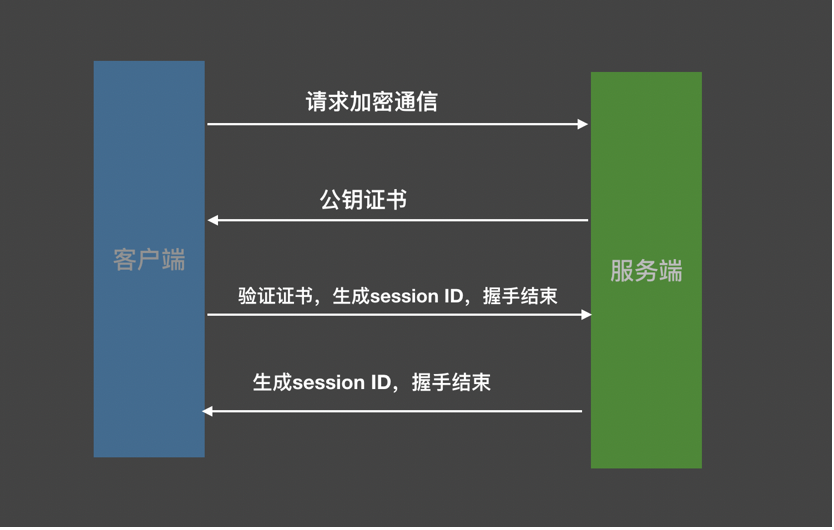 请求加密通信
公钥证书
客户端
服务端
验证证书，生成session ID，握手结束
生成session ID，握手结束